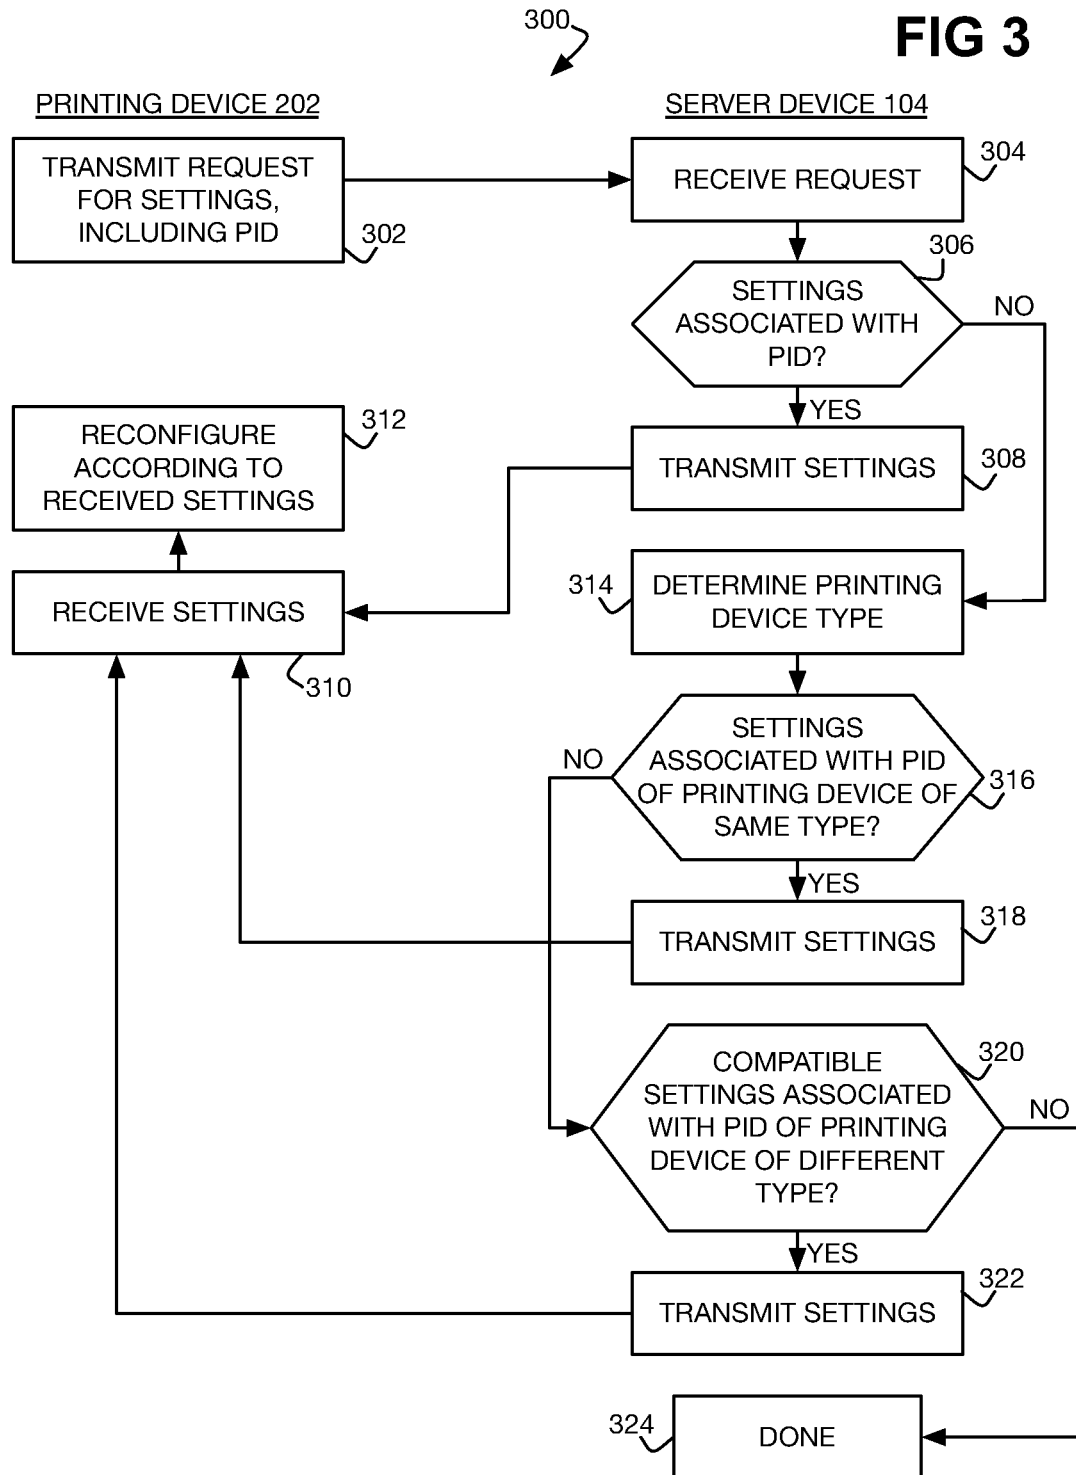 300
FIG 3
PRINTING DEVICE 202
SERVER DEVICE 104
TRANSMIT REQUEST
FOR SETTINGS,
INCLUDING PID
302
RECEIVE REQUEST
304
306
SETTINGS
ASSOCIATED WITH
PID?
NO
YES
312
RECONFIGURE
ACCORDING TO
RECEIVED SETTINGS
TRANSMIT SETTINGS
308
RECEIVE SETTINGS
310
314
DETERMINE PRINTING
DEVICE TYPE
SETTINGS
ASSOCIATED WITH PID
OF PRINTING DEVICE OF
SAME TYPE?
NO
316
YES
TRANSMIT SETTINGS
318
COMPATIBLE
SETTINGS ASSOCIATED
WITH PID OF PRINTING
DEVICE OF DIFFERENT
TYPE?
320
NO
YES
TRANSMIT SETTINGS
322
324
DONE